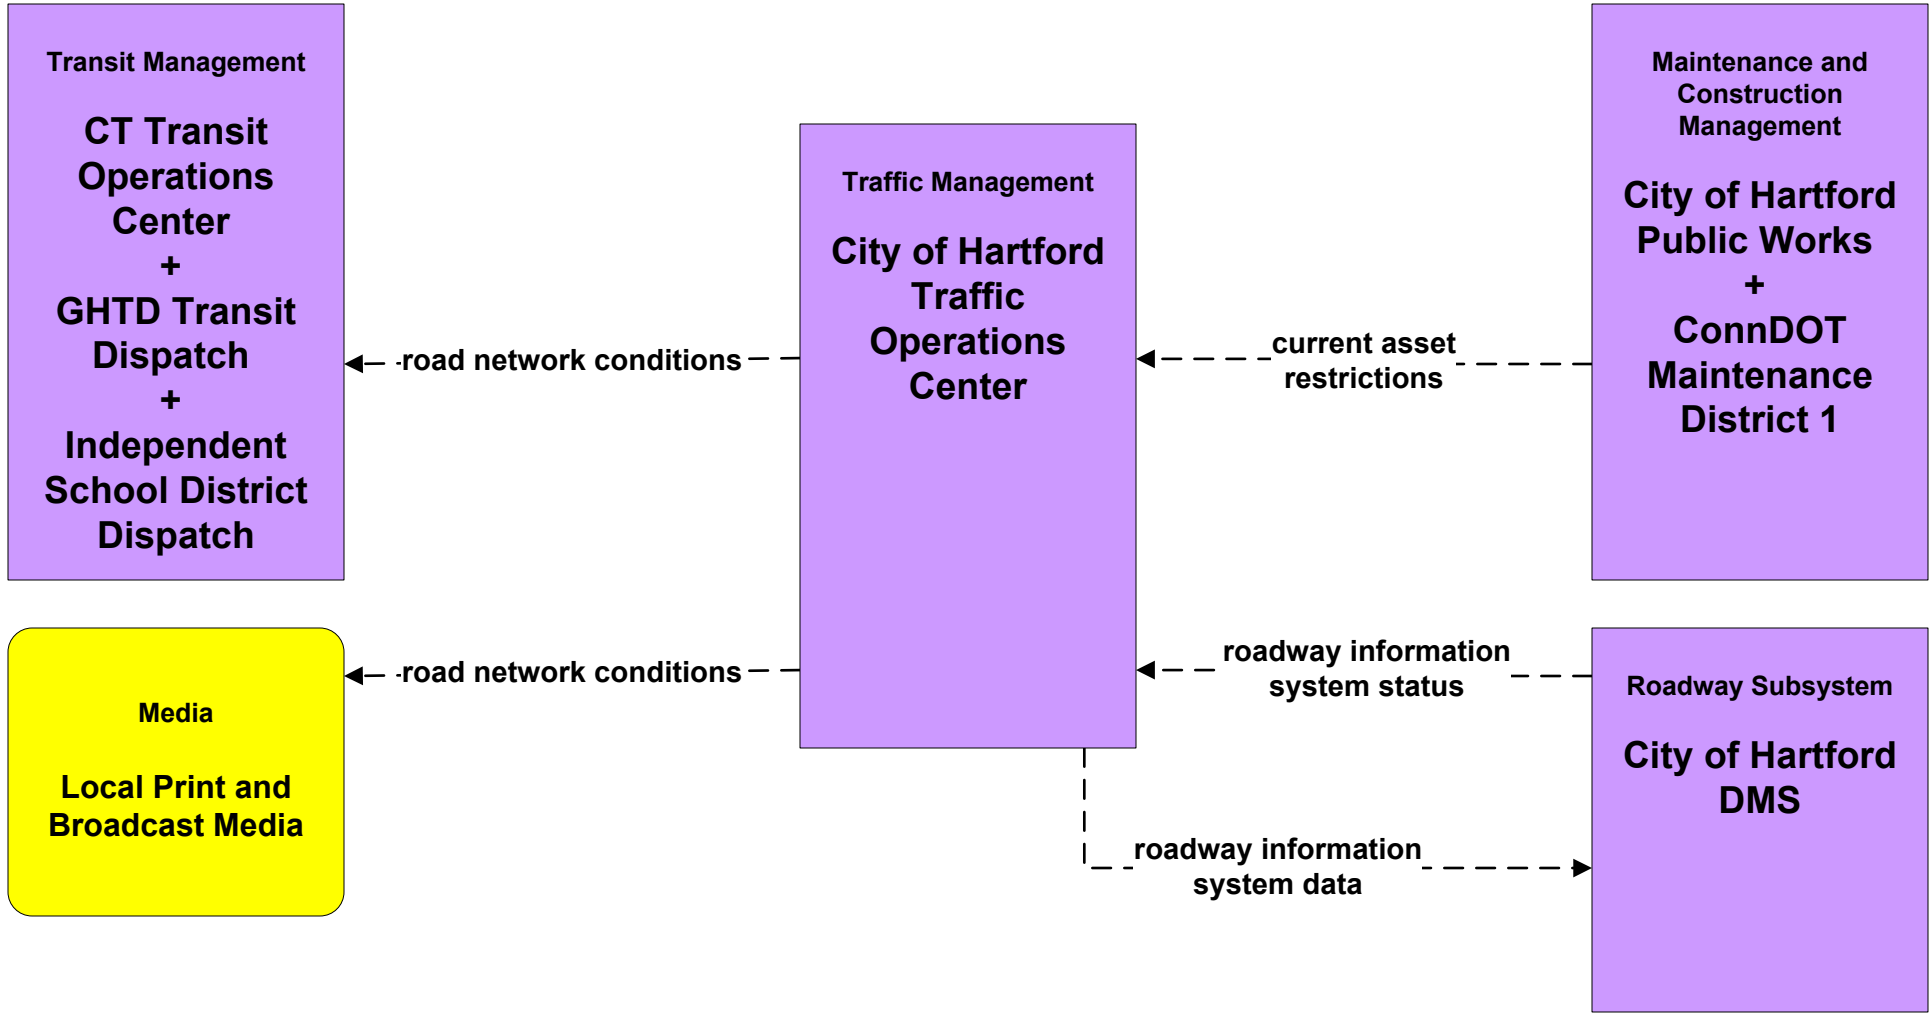 Transit Management
CT Transit
Operations
Center
+
GHTD Transit
Dispatch
+
Independent
School District
Dispatch
Media
Local Print and
Broadcast Media
road network conditions
road network conditions
Traffic Management
City of Hartford
Traffic
Operations
Center
current asset
restrictions
roadway information
system status
roadway information
system data
Maintenance and
Construction
Management
City of Hartford
Public Works
+
ConnDOT
Maintenance
District 1
Roadway Subsystem
City of Hartford
DMS